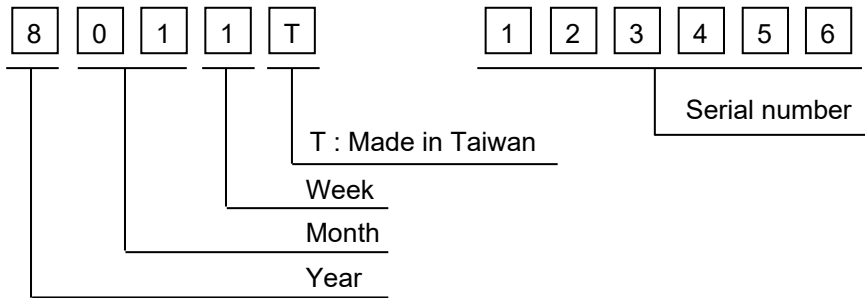 8 0 1 1 T 1 2 3 4 5 6
Serial number
T : Made in Taiwan
Week
Month
Year